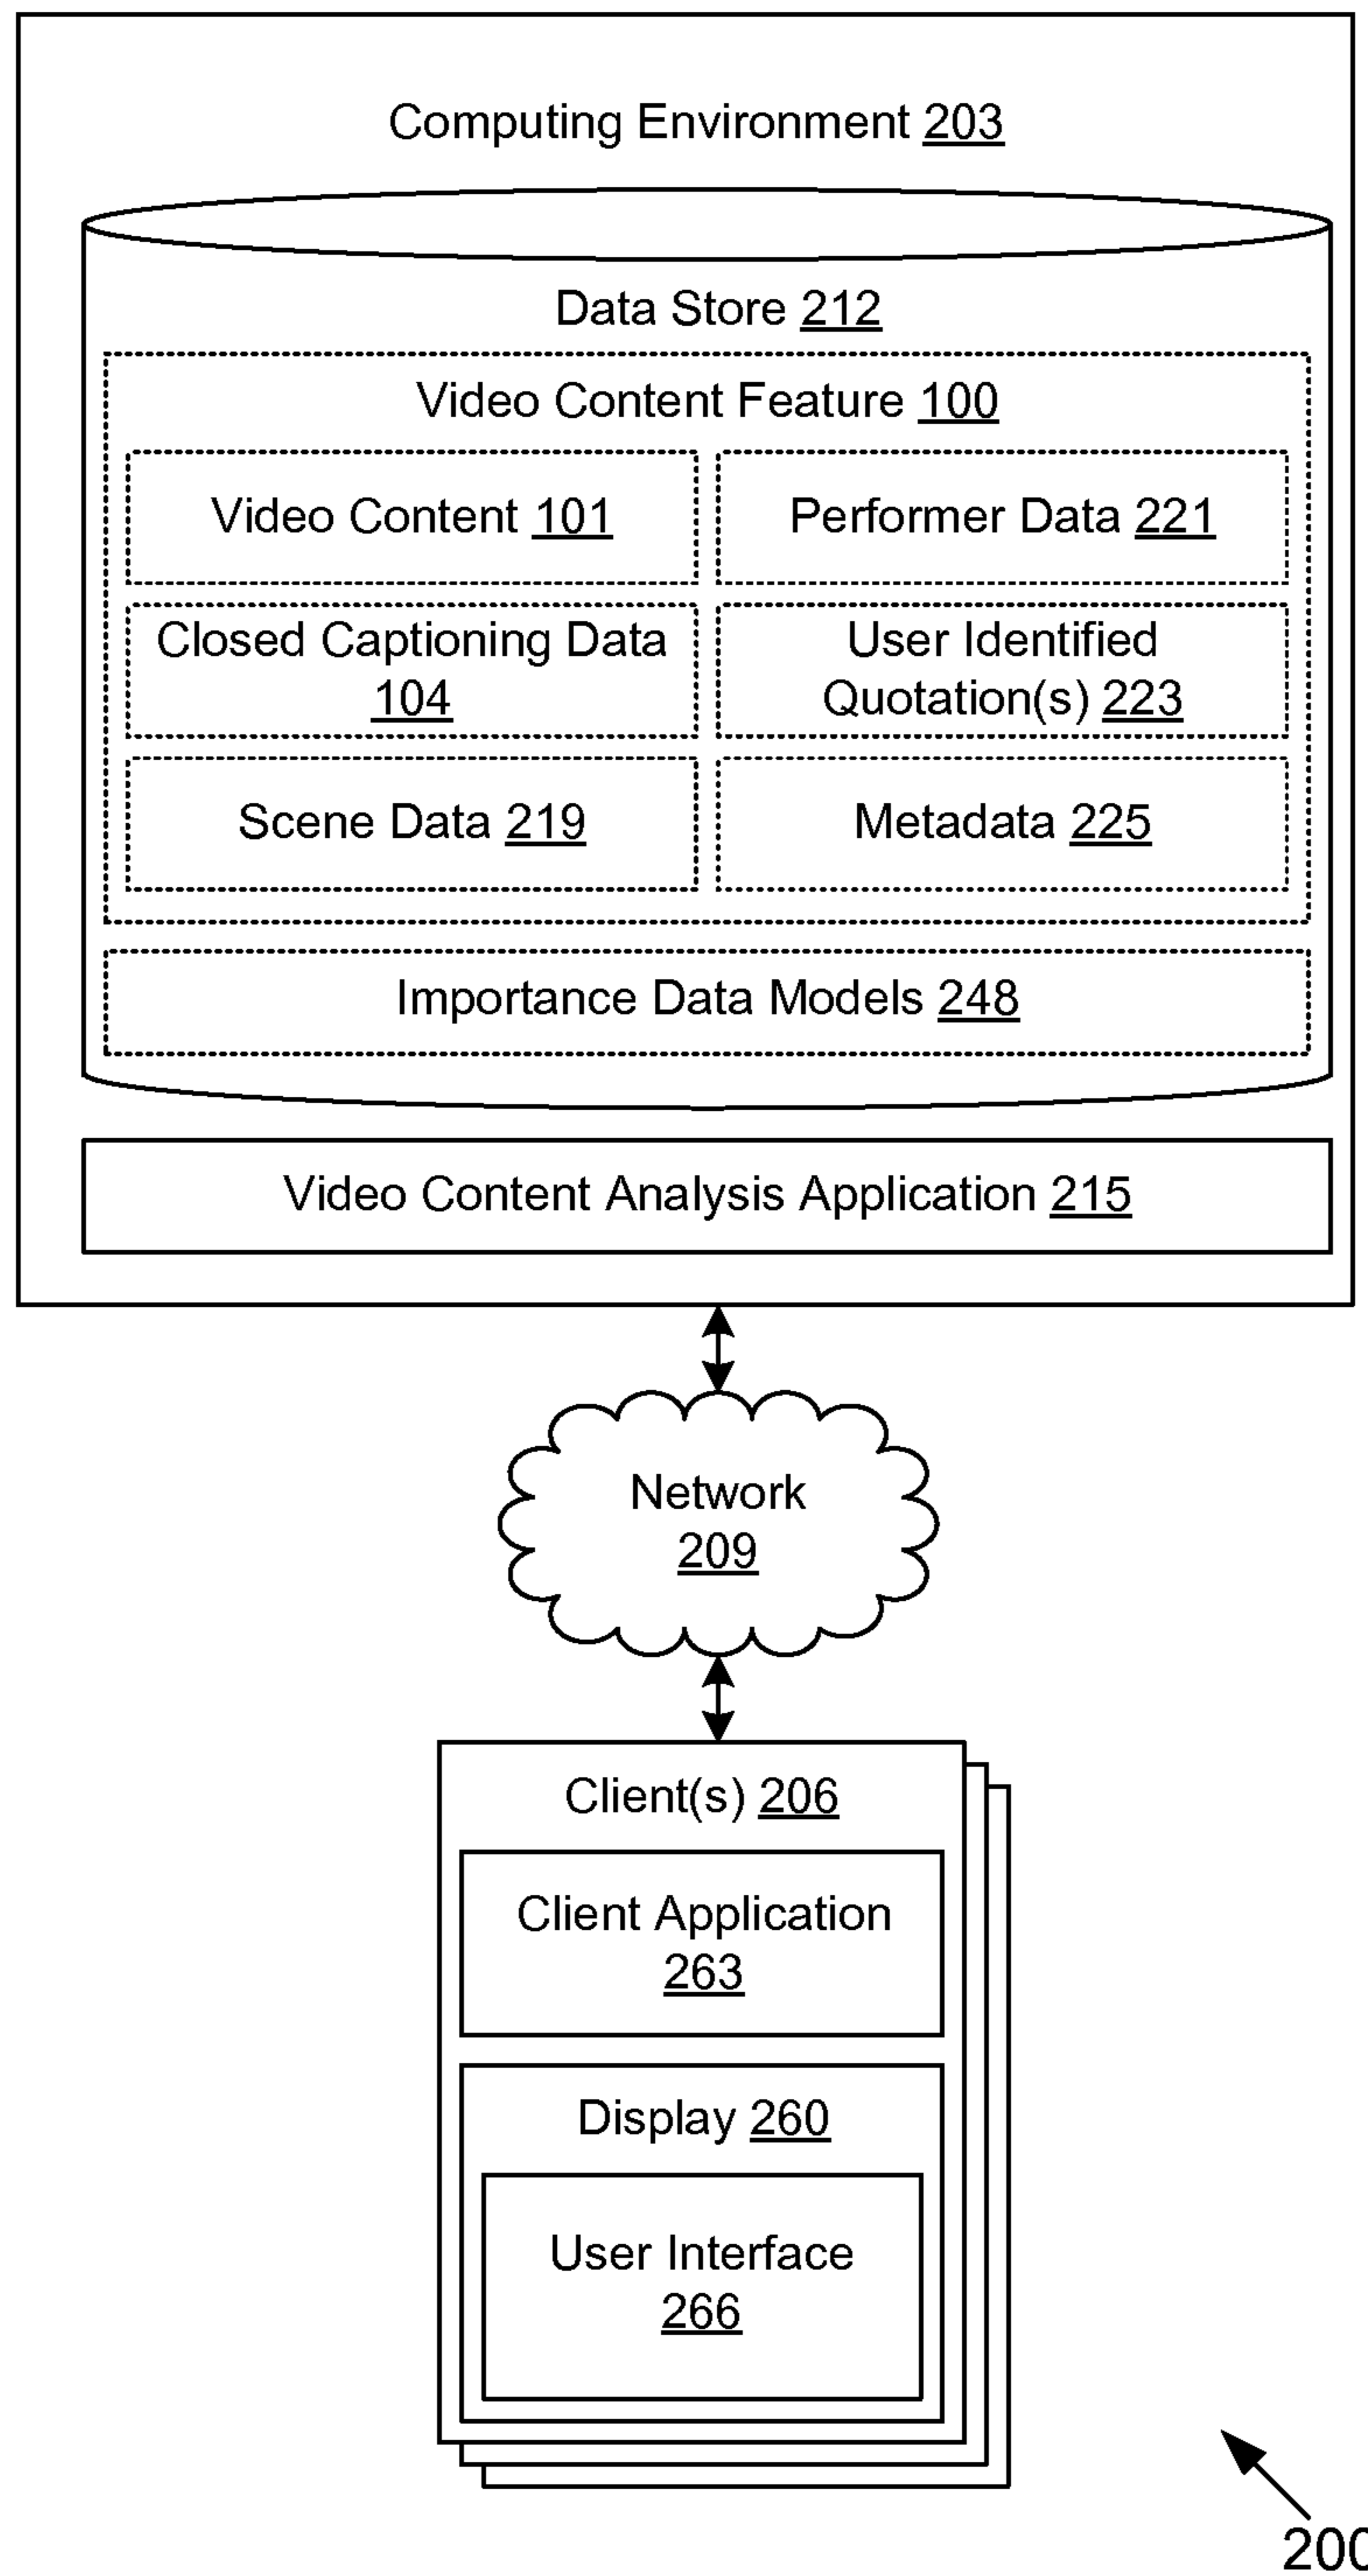 Computing Environment 203
Data Store 212
Video Content Feature 100
Video Content 101
Performer Data 221
Closed Captioning Data
104
User Identified
Quotation(s) 223
Scene Data 219
Metadata 225
Importance Data Models 248
Video Content Analysis Application 215
Network
209
Client(s) 206
Client Application
263
Display 260
User Interface
266
200